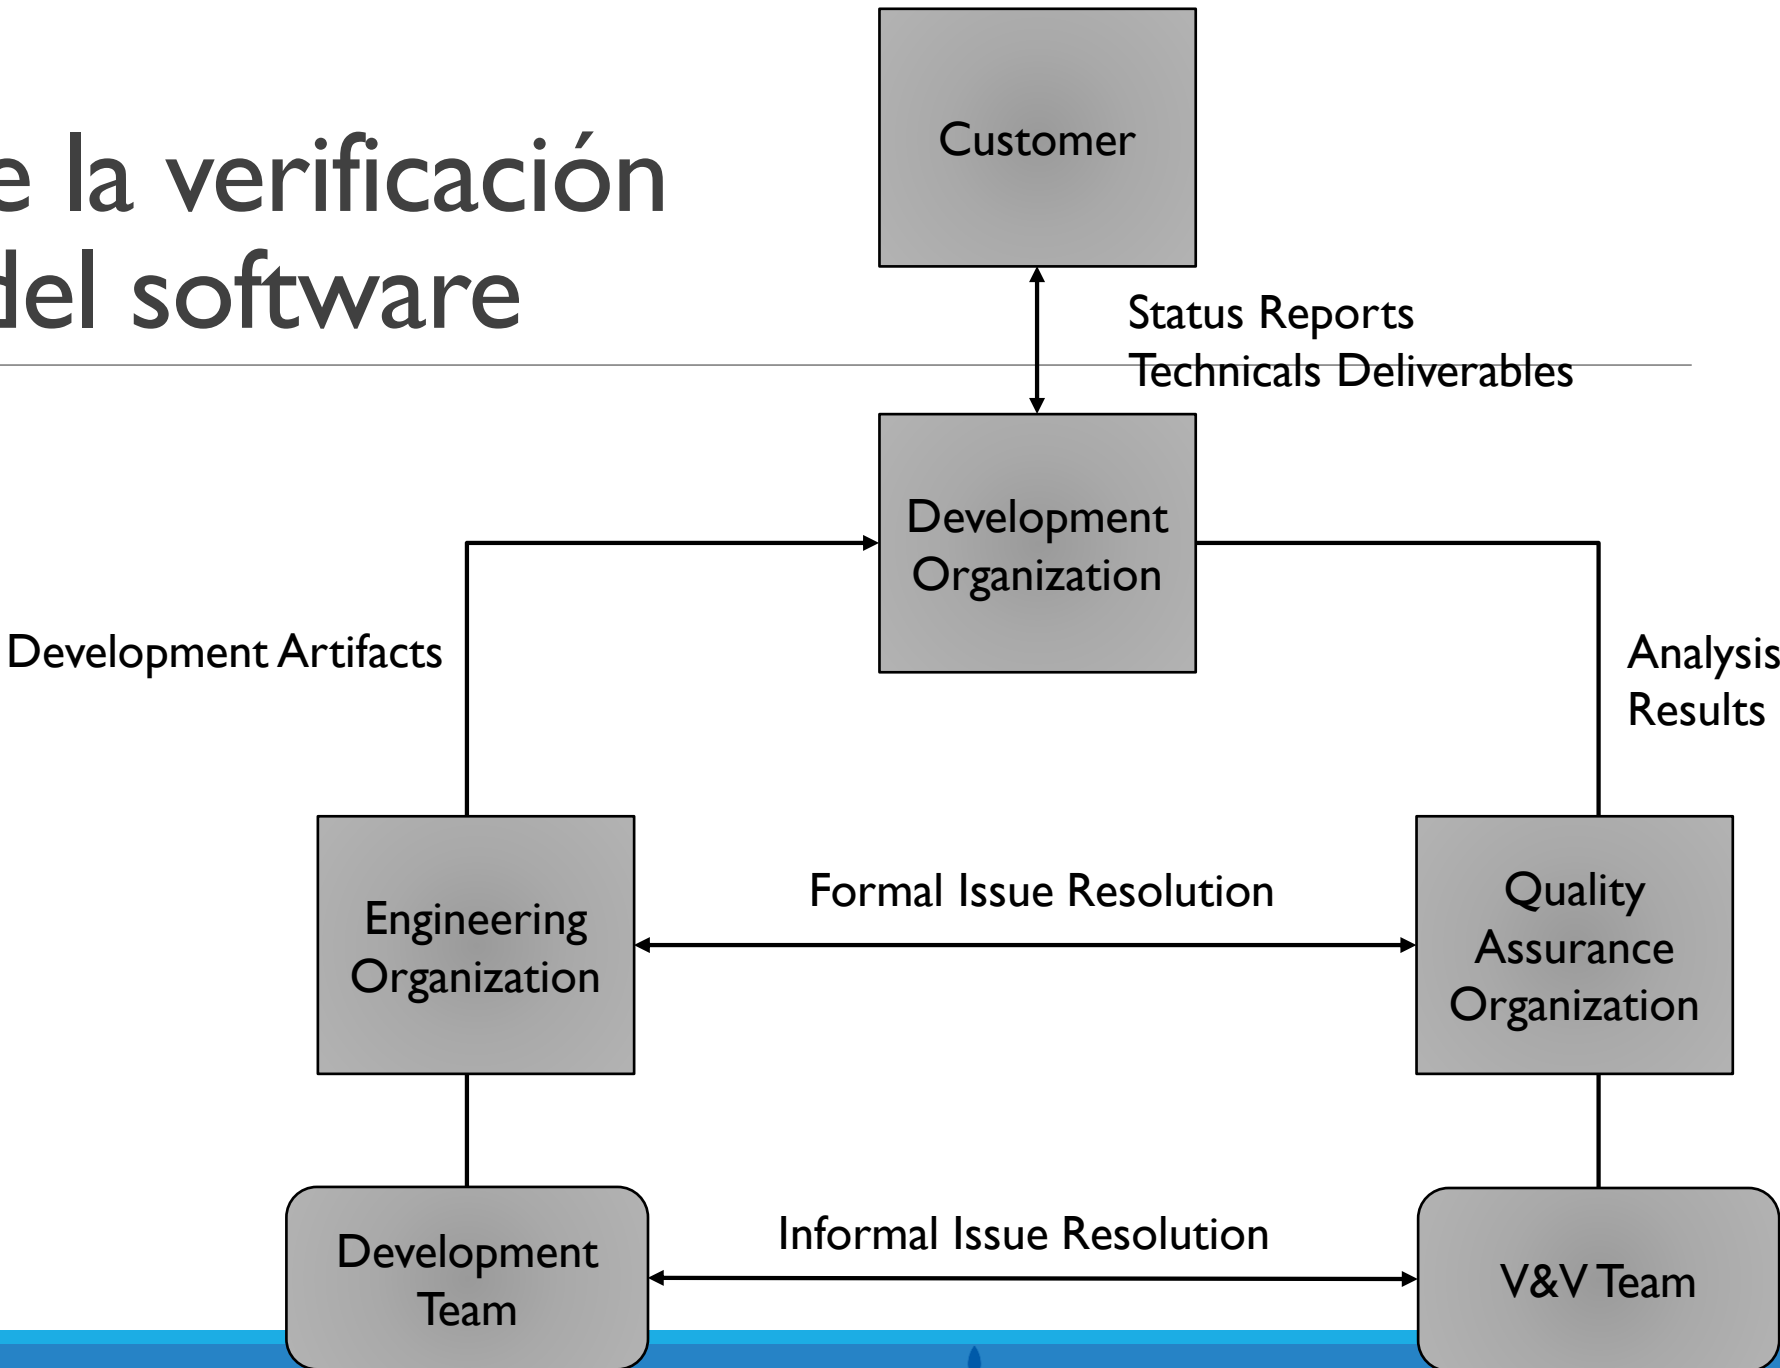 e la verificación
del software
Customer
Status Reports
Technicals Deliverables
Development
Organization
Development Artifacts
Analysis
Results
Engineering
Organization
Formal Issue Resolution
Quality
Assurance
Organization
Development
Team
Informal Issue Resolution
V&V Team